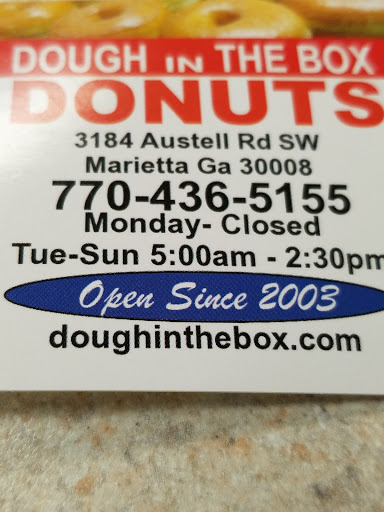 DOUGH IN THE BOX
DONUTS
3184 Austell Rd SW
Marietta Ga 30008
770-436-5155
Monday- Closed
Tue-Sun 5:00am - 2:30pm
Open Since 2003
doughinthebox.com